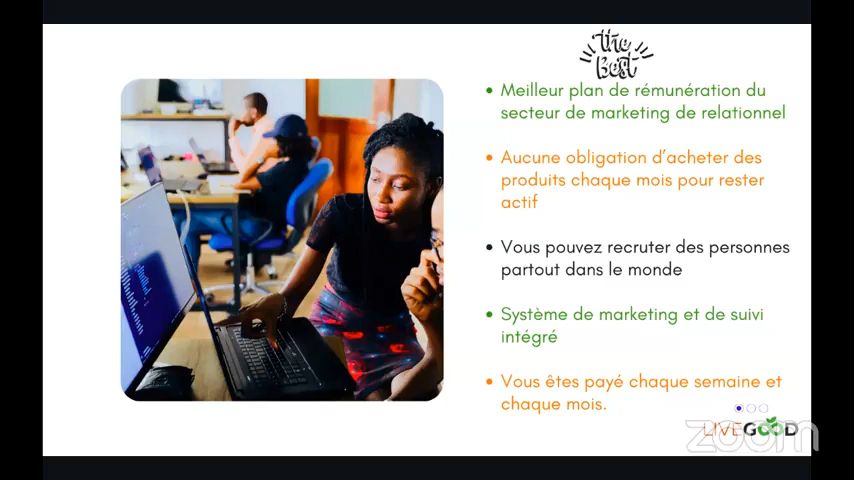 the
Best
Meilleur plan de rémunération du
secteur de marketing de relationnel
Aucune obligation d'acheter des
produits chaque mois pour rester
actif
Vous pouvez recruter des personnes
partout dans le monde
Système de marketing et de suivi
intégré
Vous êtes payé chaque semaine et
chaque mois.
LIVEGOOD
zoom